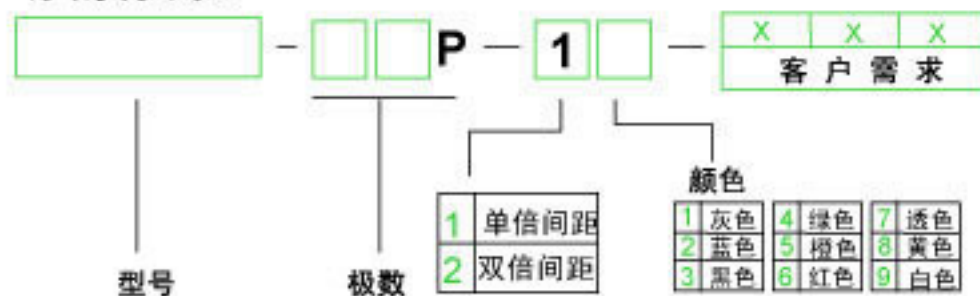 – P — 1 — X X X
客户需求
颜色
1 单倍间距
2 双倍间距
1 灰色 4 绿色 7 透色
2 蓝色 5 橙色 8 黄色
3 黑色 6 红色 9 白色
型号 极数